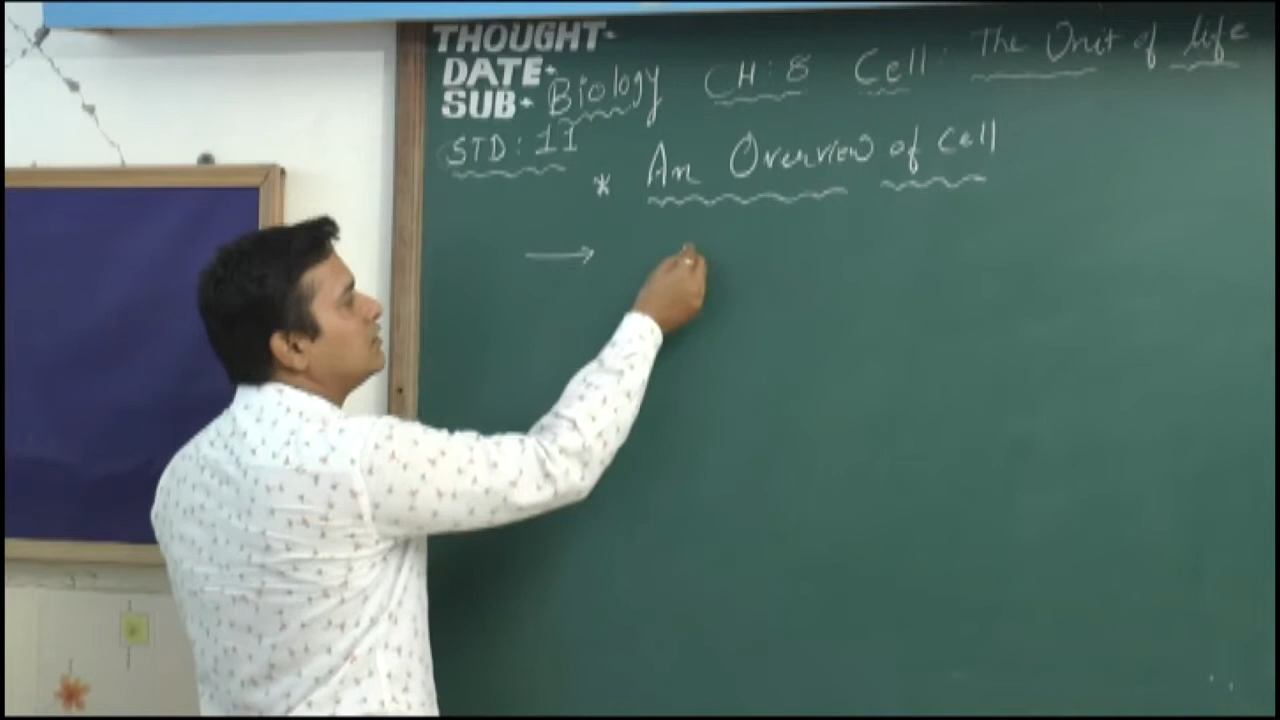 THOUGHT-
DATE-
SUB- Biology CH: 8 Cell: The Unit of life
STD: 11
* An Overview of Cell
→